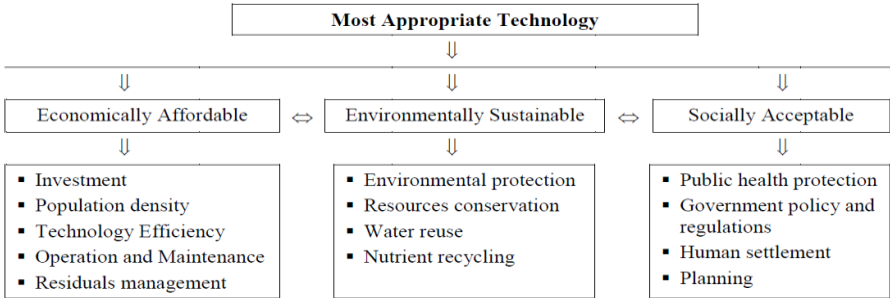 Most Appropriate Technology
⇓
⇓ ⇓ ⇓
Economically Affordable ⇔ Environmentally Sustainable ⇔ Socially Acceptable
⇓ ⇓ ⇓
▪ Investment
▪ Population density
▪ Technology Efficiency
▪ Operation and Maintenance
▪ Residuals management
▪ Environmental protection
▪ Resources conservation
▪ Water reuse
▪ Nutrient recycling
▪ Public health protection
▪ Government policy and
regulations
▪ Human settlement
▪ Planning